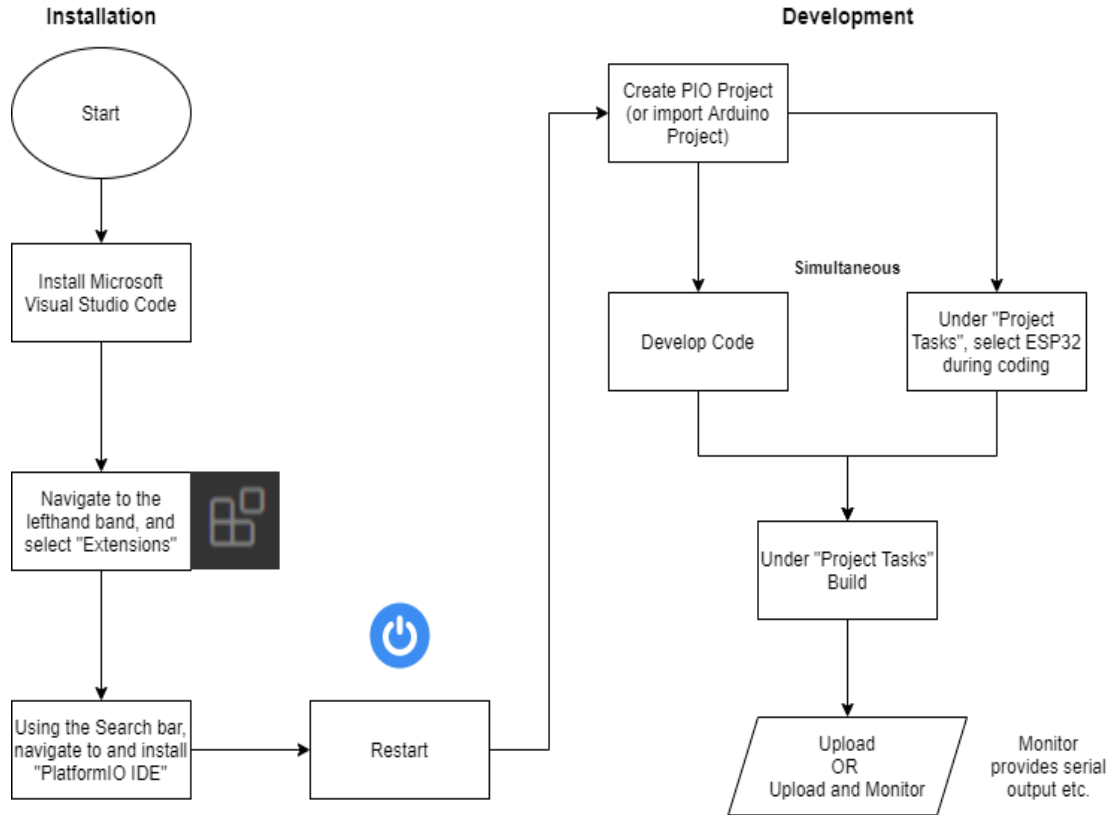 Installation
Start
Install Microsoft
Visual Studio Code
Navigate to the
lefthand band, and
select "Extensions"
Using the Search bar,
navigate to and install
"PlatformIO IDE"
Restart
Development
Create PIO Project
(or import Arduino
Project)
Simultaneous
Develop Code
Under "Project
Tasks", select ESP32
during coding
Under "Project Tasks"
Build
Upload
OR
Upload and Monitor
Monitor
provides serial
output etc.